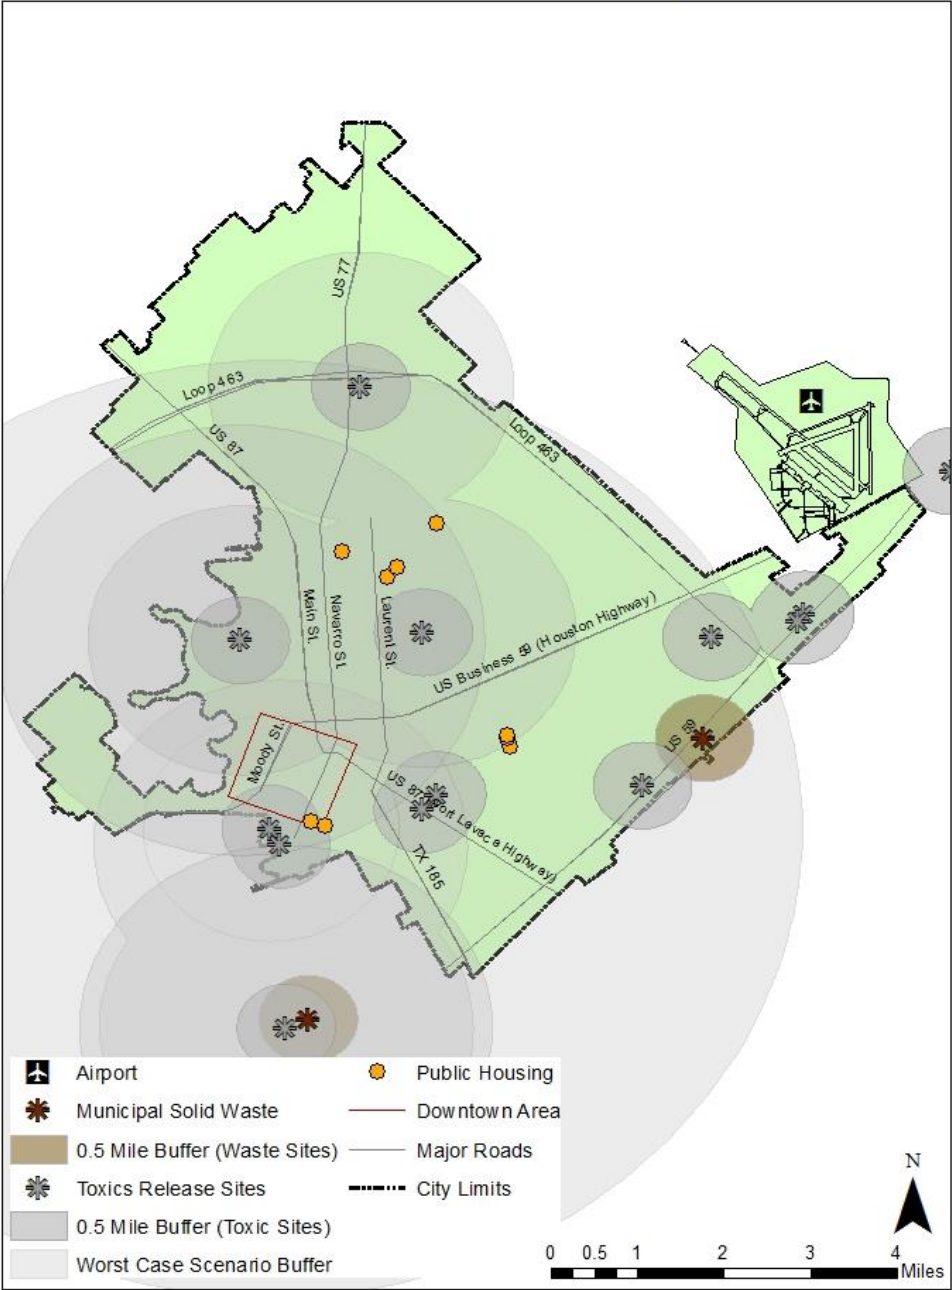 US 77
Loop 463
US 87
Loop 463
Main St.
Navarro St.
Laurent St.
US Business 59 (Houston Highway)
US 59
Moody St.
US 87 (Port Lavaca Highway)
TX 185
Airport
Public Housing
Municipal Solid Waste
Downtown Area
0.5 Mile Buffer (Waste Sites)
Major Roads
Toxics Release Sites
City Limits
0.5 Mile Buffer (Toxic Sites)
Worst Case Scenario Buffer
N
0 0.5 1 2 3 4
Miles